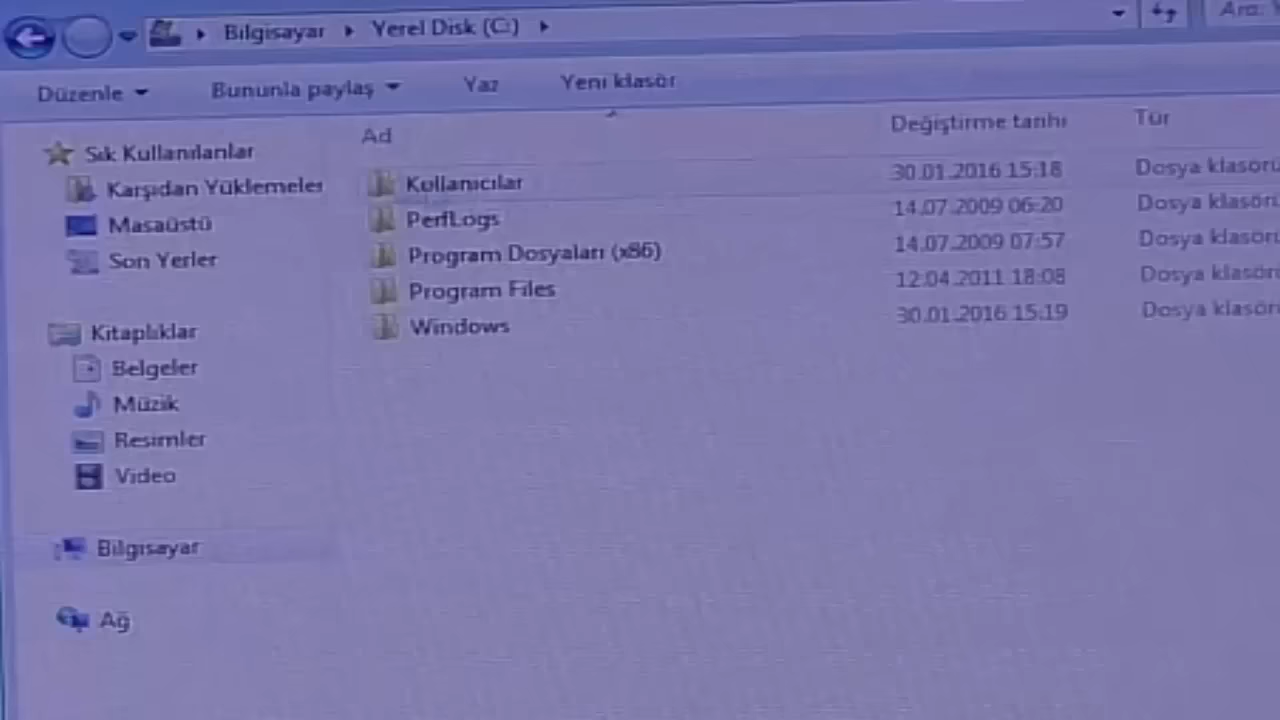 Bilgisayar Yerel Disk (C:) Ara:
Düzenle Bununla paylaş Yaz Yeni klasör
Ad Değiştirme tarihi Tür
Sık Kullanılanlar
Karşıdan Yüklemeler
Masaüstü
Son Yerler
Kitaplıklar
Belgeler
Müzik
Resimler
Video
Bilgisayar
Ağ
Kullanıcılar 30.01.2016 15:18 Dosya klasörü
PerfLogs 14.07.2009 06:20 Dosya klasörü
Program Dosyaları (x86) 14.07.2009 07:57 Dosya klasörü
Program Files 12.04.2011 18:08 Dosya klasörü
Windows 30.01.2016 15:19 Dosya klasörü